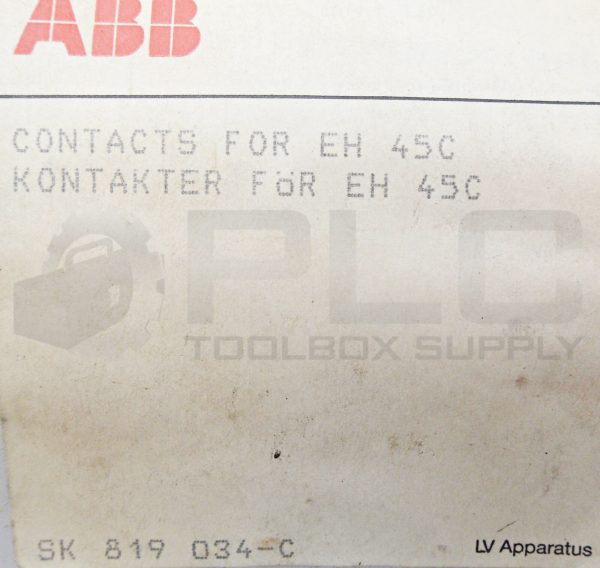 ABB
CONTACTS FOR EH 45C
KONTAKTER FöR EH 45C
PLC
TOOLBOX SUPPLY
SK 819 034-C
LV Apparatus